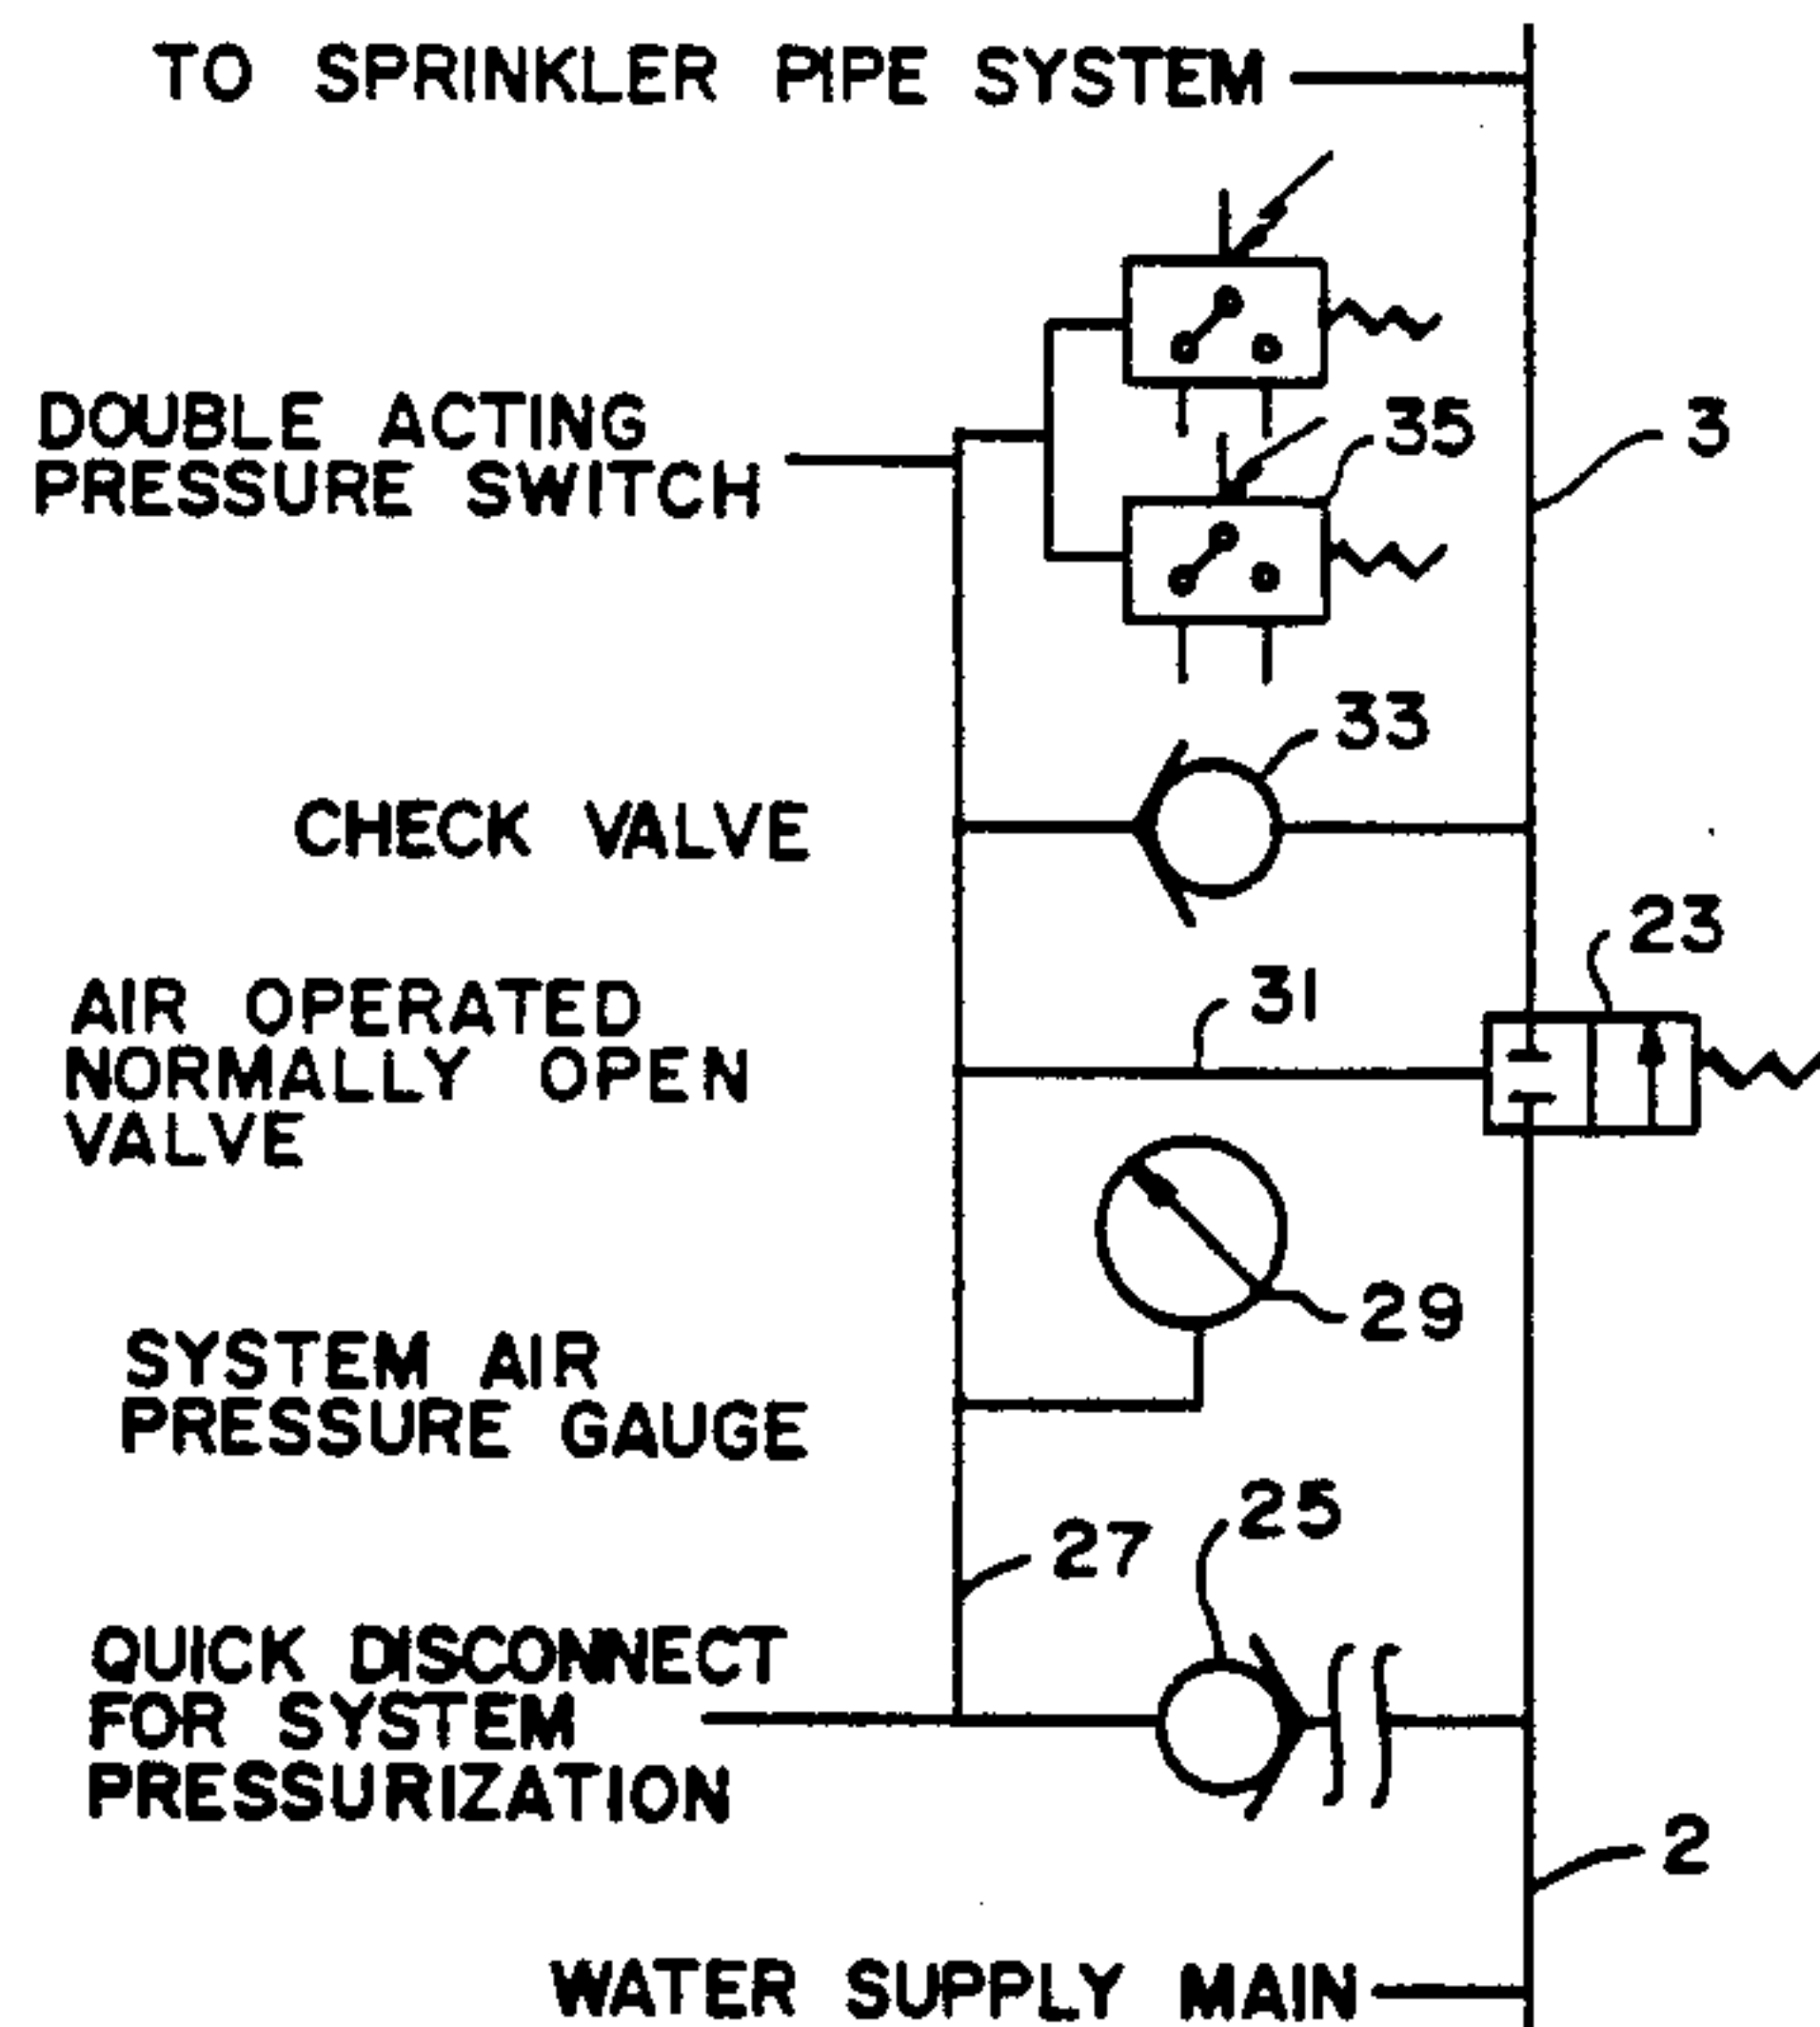 TO SPRINKLER PIPE SYSTEM
DOUBLE ACTING
PRESSURE SWITCH
35
3
33
CHECK VALVE
23
AIR OPERATED
NORMALLY OPEN
VALVE
31
29
SYSTEM AIR
PRESSURE GAUGE
25
27
QUICK DISCONNECT
FOR SYSTEM
PRESSURIZATION
2
WATER SUPPLY MAIN